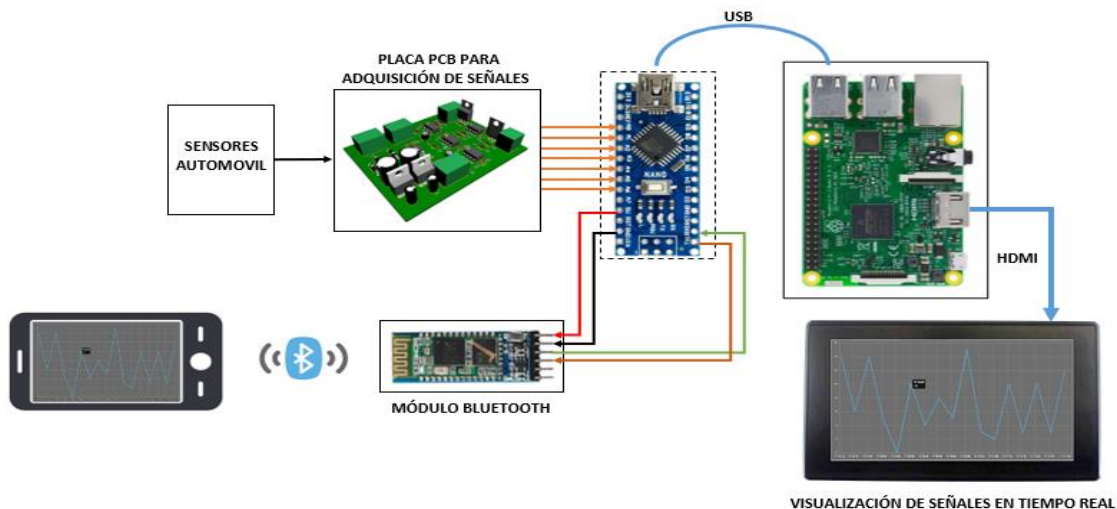 USB
PLACA PCB PARA
ADQUISICIÓN DE SEÑALES
SENSORES
AUTOMOVIL
NANO
HDMI
MÓDULO BLUETOOTH
VISUALIZACIÓN DE SEÑALES EN TIEMPO REAL